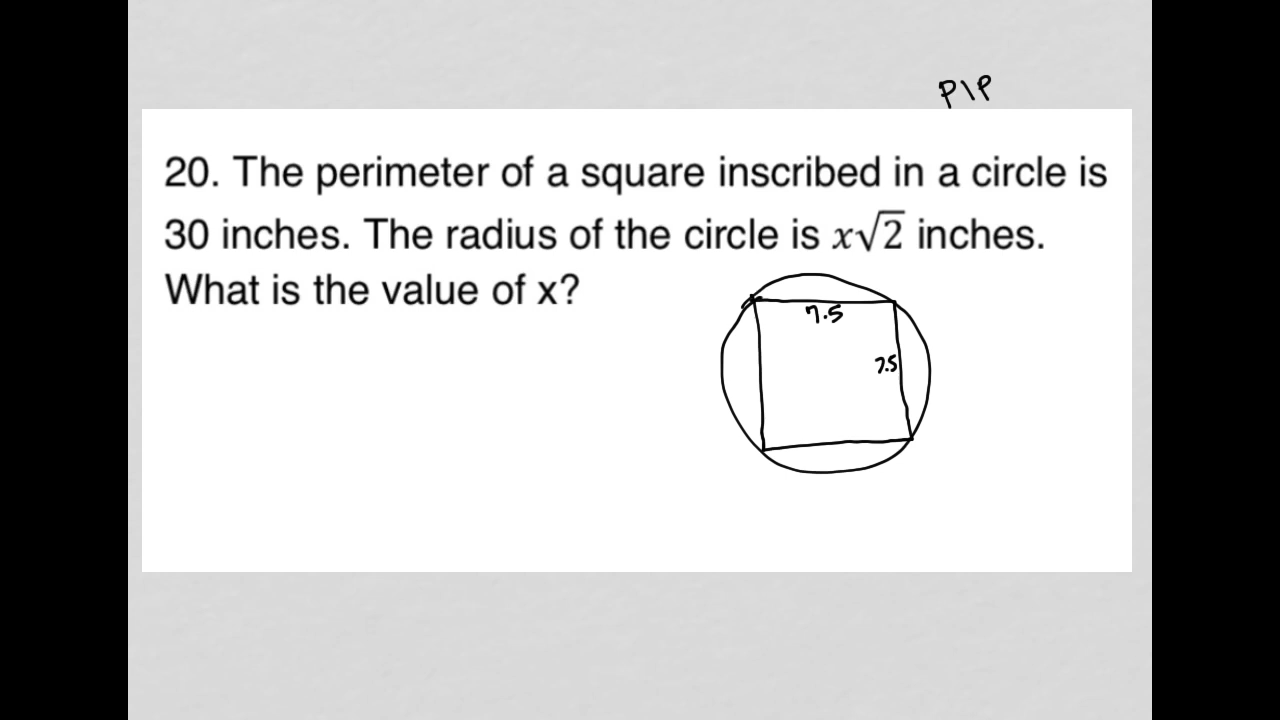 P\P
20. The perimeter of a square inscribed in a circle is
30 inches. The radius of the circle is x√2 inches.
What is the value of x?
7.5
7.5